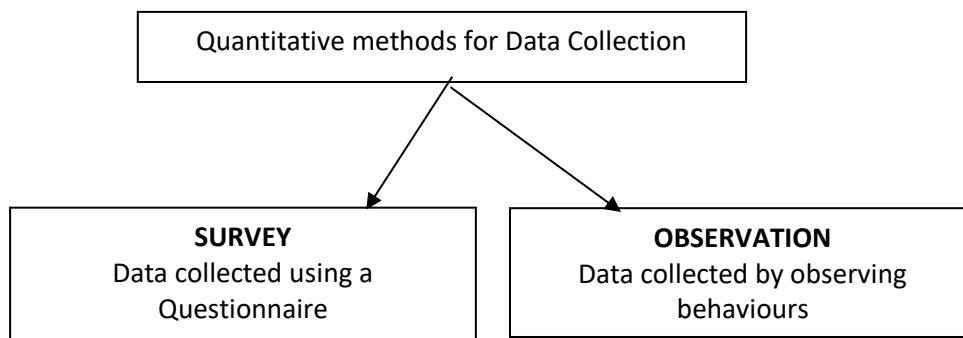 Quantitative methods for Data Collection
SURVEY
Data collected using a
Questionnaire
OBSERVATION
Data collected by observing
behaviours